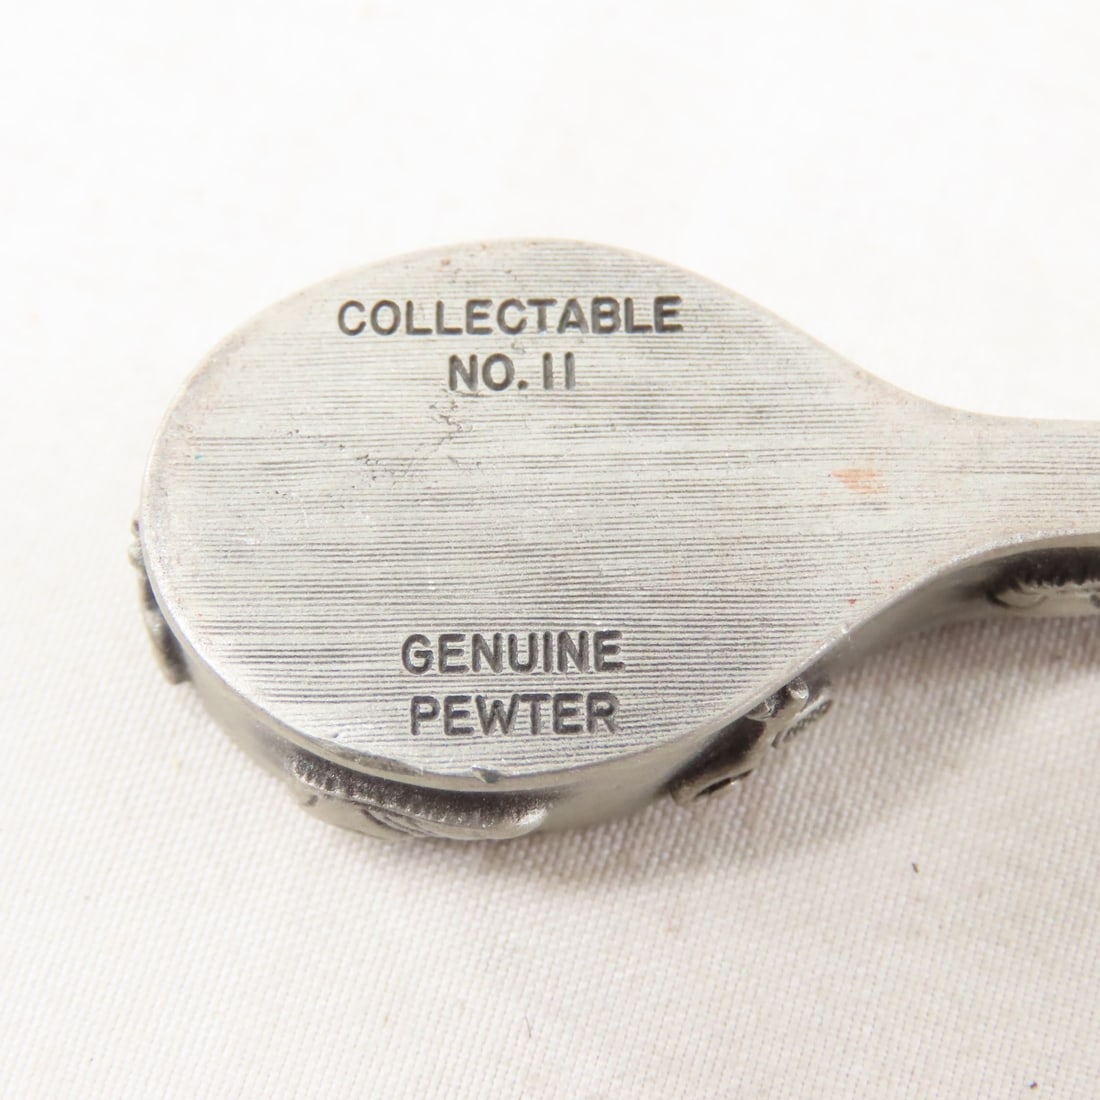 COLLECTABLE
NO. 11
GENUINE
PEWTER